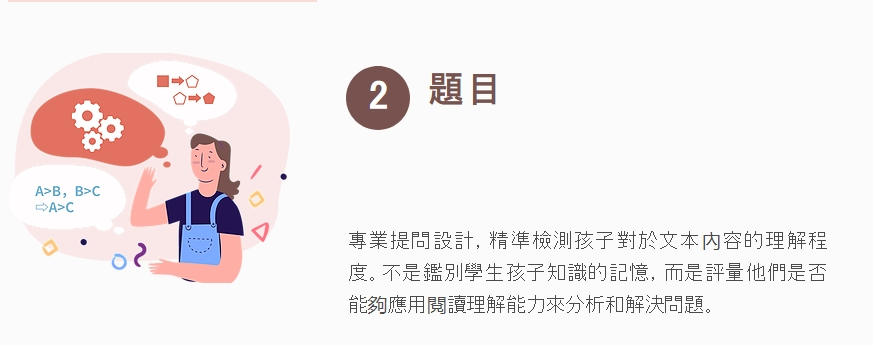 A>B, B>C
⇨A>C
2 題目
專業提問設計, 精準檢測孩子對於文本內容的理解程
度。不是鑑別學生孩子知識的記憶, 而是評量他們是否
能夠應用閱讀理解能力來分析和解決問題。